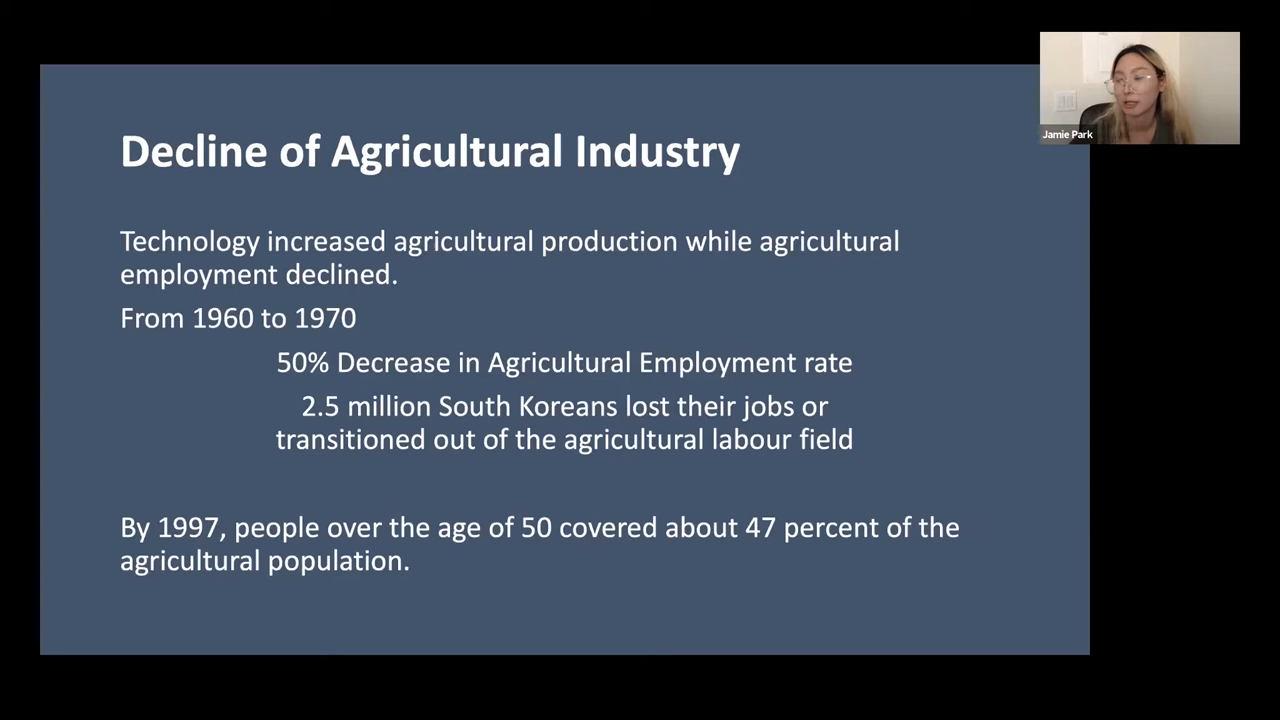 Decline of Agricultural Industry
Technology increased agricultural production while agricultural
employment declined.
From 1960 to 1970
50% Decrease in Agricultural Employment rate
2.5 million South Koreans lost their jobs or
transitioned out of the agricultural labour field
By 1997, people over the age of 50 covered about 47 percent of the
agricultural population.
Jamie Park